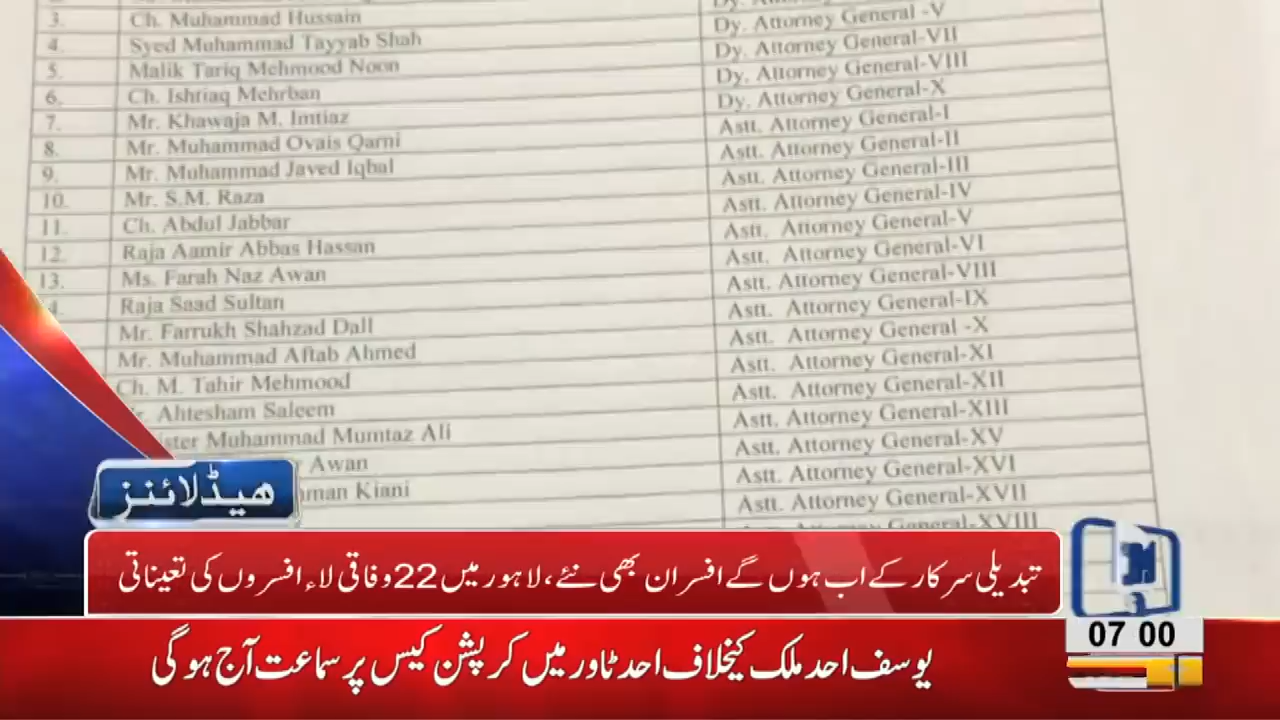 3. Ch. Muhammad Hussain Dy. Attorney General -V
4. Syed Muhammad Tayyab Shah Dy. Attorney General-VII
5. Malik Tariq Mehmood Noon Dy. Attorney General-VIII
6. Ch. Ishtiaq Mehrban Dy. Attorney General-X
7. Mr. Khawaja M. Imtiaz Astt. Attorney General-I
8. Mr. Muhammad Ovais Qarni Astt. Attorney General-II
9. Mr. Muhammad Javed Iqbal Astt. Attorney General-III
10. Mr. S.M. Raza Astt. Attorney General-IV
11. Ch. Abdul Jabbar Astt. Attorney General-V
12. Raja Aamir Abbas Hassan Astt. Attorney General-VI
13. Ms. Farah Naz Awan Astt. Attorney General-VIII
4. Raja Saad Sultan Astt. Attorney General-IX
Mr. Farrukh Shahzad Dall Astt. Attorney General -X
Mr. Muhammad Aftab Ahmed Astt. Attorney General-XI
Ch. M. Tahir Mehmood Astt. Attorney General-XII
Ahtesham Saleem Astt. Attorney General-XIII
ister Muhammad Mumtaz Ali Astt. Attorney General-XV
Awan Astt. Attorney General-XVI
man Kiani Astt. Attorney General-XVII
Astt. Attorney General-XVIII
ہیڈلائنز
تبدیلی سرکار کے اب ہوں گے افسران بھی نئے، لاہور میں 22 وفاقی لاء افسروں کی تعیناتی
07 00
یوسف احد ملک کیخلاف احد ٹاور میں کرپشن کیس پر سماعت آج ہوگی